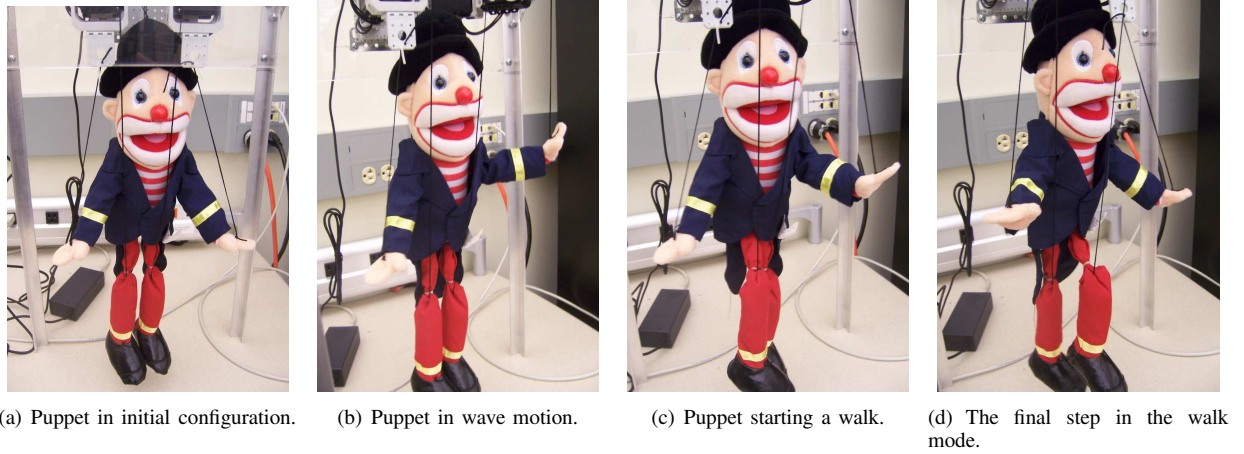 (a) Puppet in initial configuration.
(b) Puppet in wave motion.
(c) Puppet starting a walk.
(d) The final step in the walk
mode.